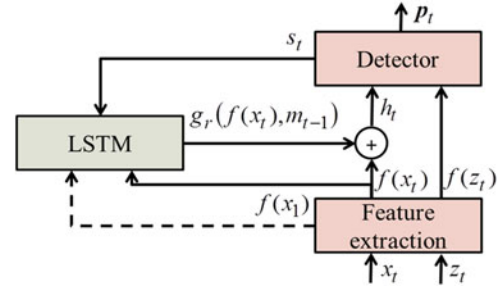 p_t
s_t
Detector
g_r(f(x_t), m_{t-1})
h_t
LSTM
+
f(x_1)
f(x_t)
f(z_t)
Feature
extraction
x_t
z_t